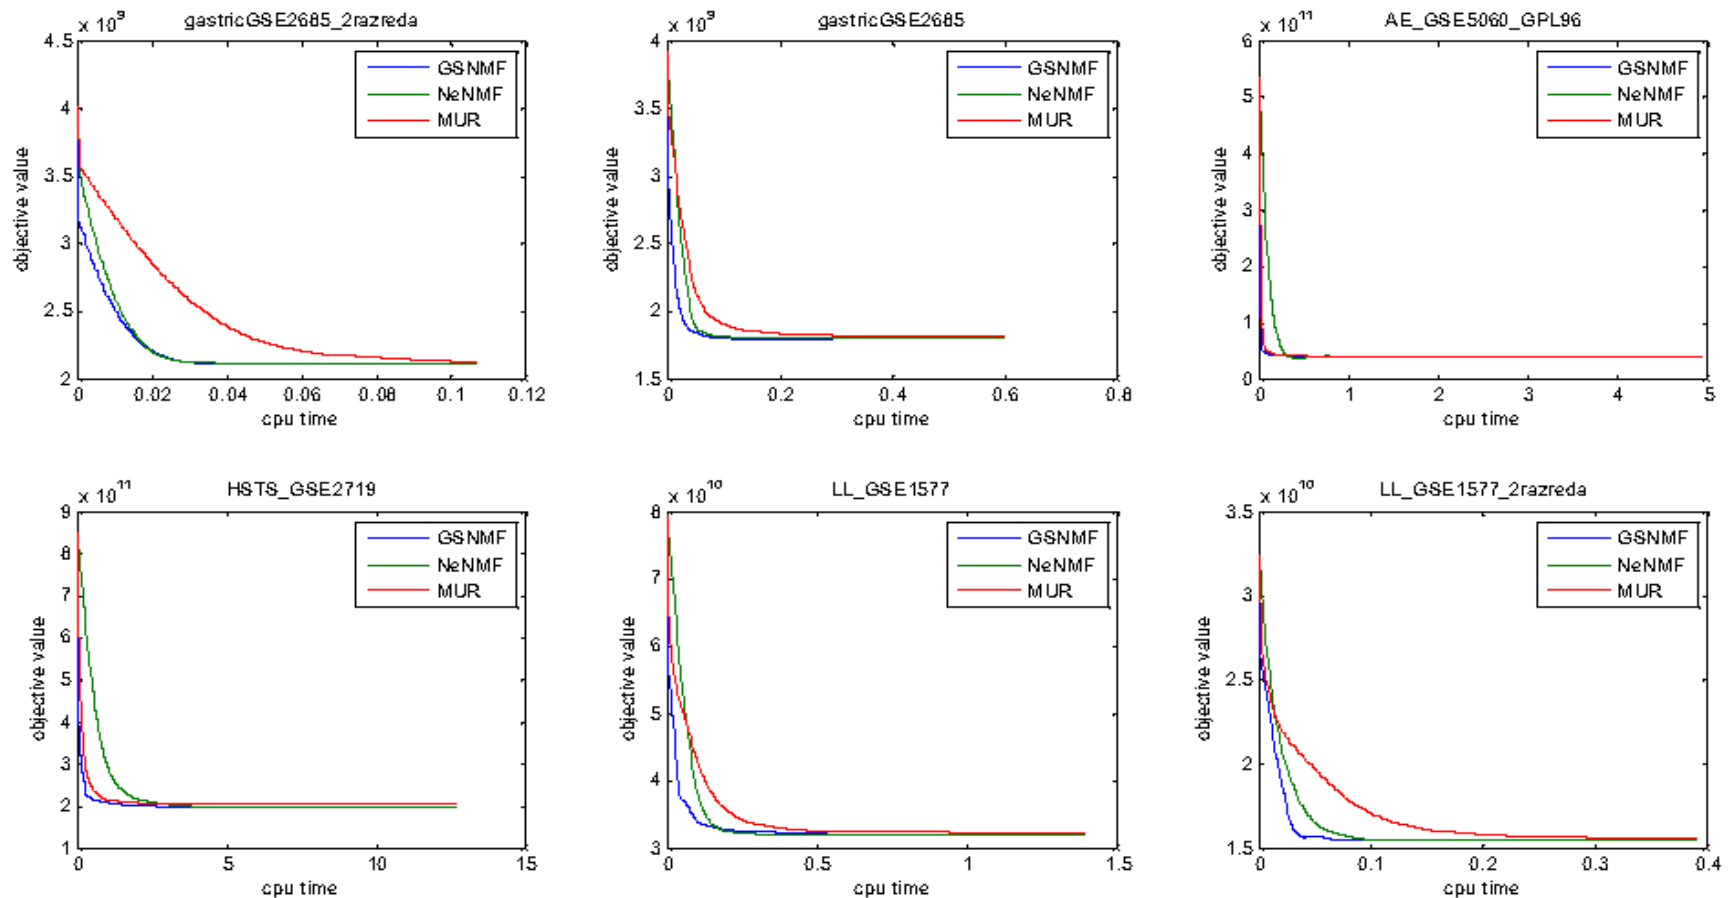 x 10^9
gastricGSE2685_2razreda
4.5
4
3.5
3
2.5
2
objective value
GSNMF
NeNMF
MUR
0 0.02 0.04 0.06 0.08 0.1 0.12
cpu time
x 10^9
gastricGSE2685
4
3.5
3
2.5
2
1.5
objective value
GSNMF
NeNMF
MUR
0 0.2 0.4 0.6 0.8
cpu time
x 10^11
AE_GSE5060_GPL96
6
5
4
3
2
1
0
objective value
GSNMF
NeNMF
MUR
0 1 2 3 4 5
cpu time
x 10^11
HSTS_GSE2719
9
8
7
6
5
4
3
2
1
objective value
GSNMF
NeNMF
MUR
0 5 10 15
cpu time
x 10^10
LL_GSE1577
8
7
6
5
4
3
objective value
GSNMF
NeNMF
MUR
0 0.5 1 1.5
cpu time
x 10^10
LL_GSE1577_2razreda
3.5
3
2.5
2
1.5
objective value
GSNMF
NeNMF
MUR
0 0.1 0.2 0.3 0.4
cpu time